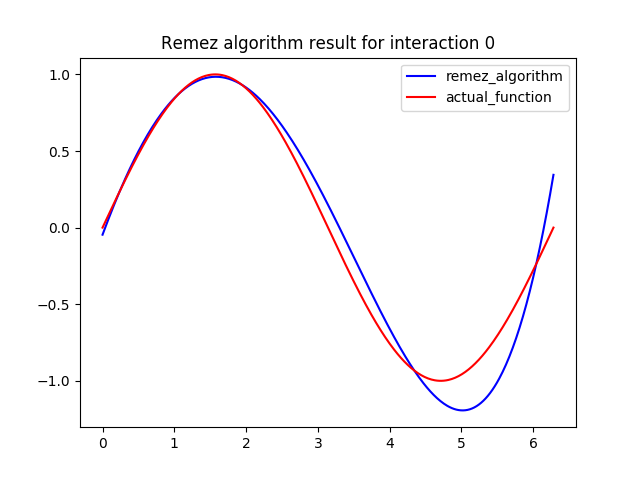 Remez algorithm result for interaction 0
remez_algorithm
actual_function
1.0
0.5
0.0
−0.5
−1.0
0 1 2 3 4 5 6